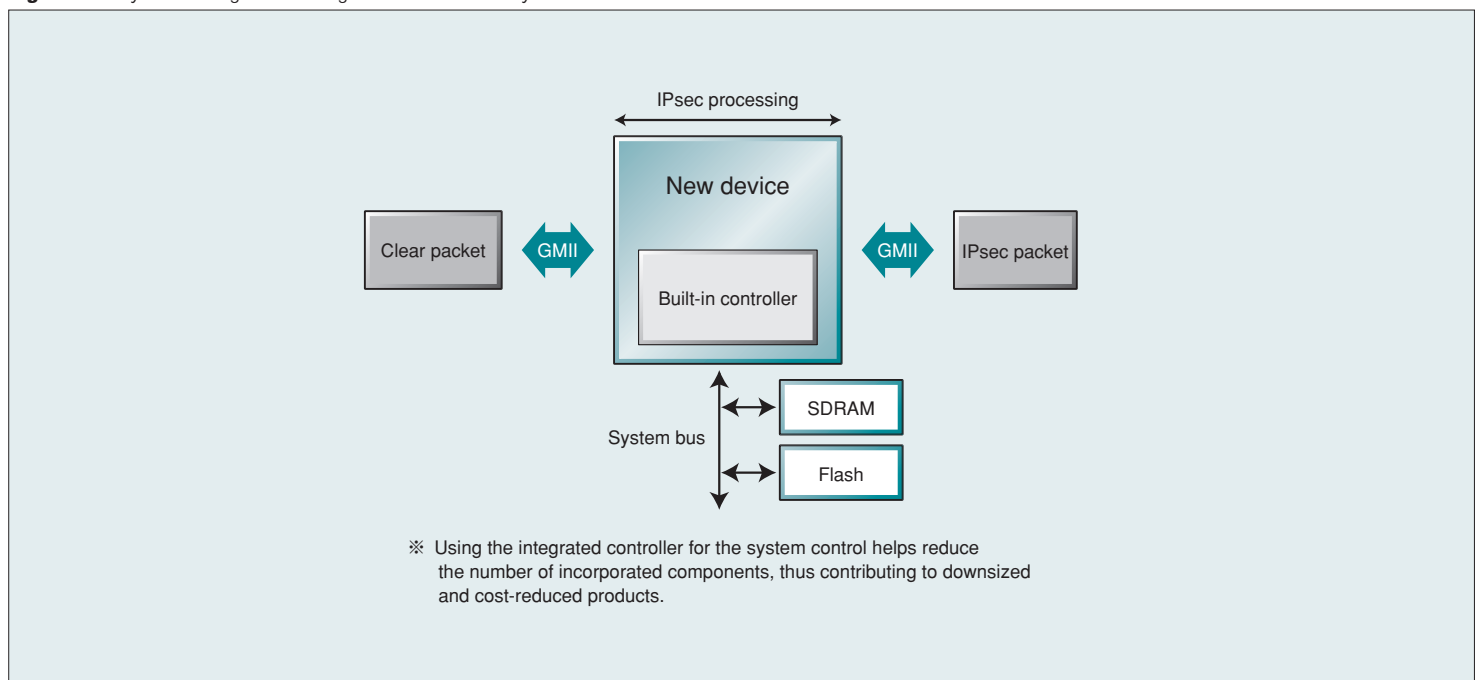 IPsec processing
New device
Clear packet
GMII
GMII
IPsec packet
Built-in controller
SDRAM
System bus
Flash
※ Using the integrated controller for the system control helps reduce
the number of incorporated components, thus contributing to downsized
and cost-reduced products.